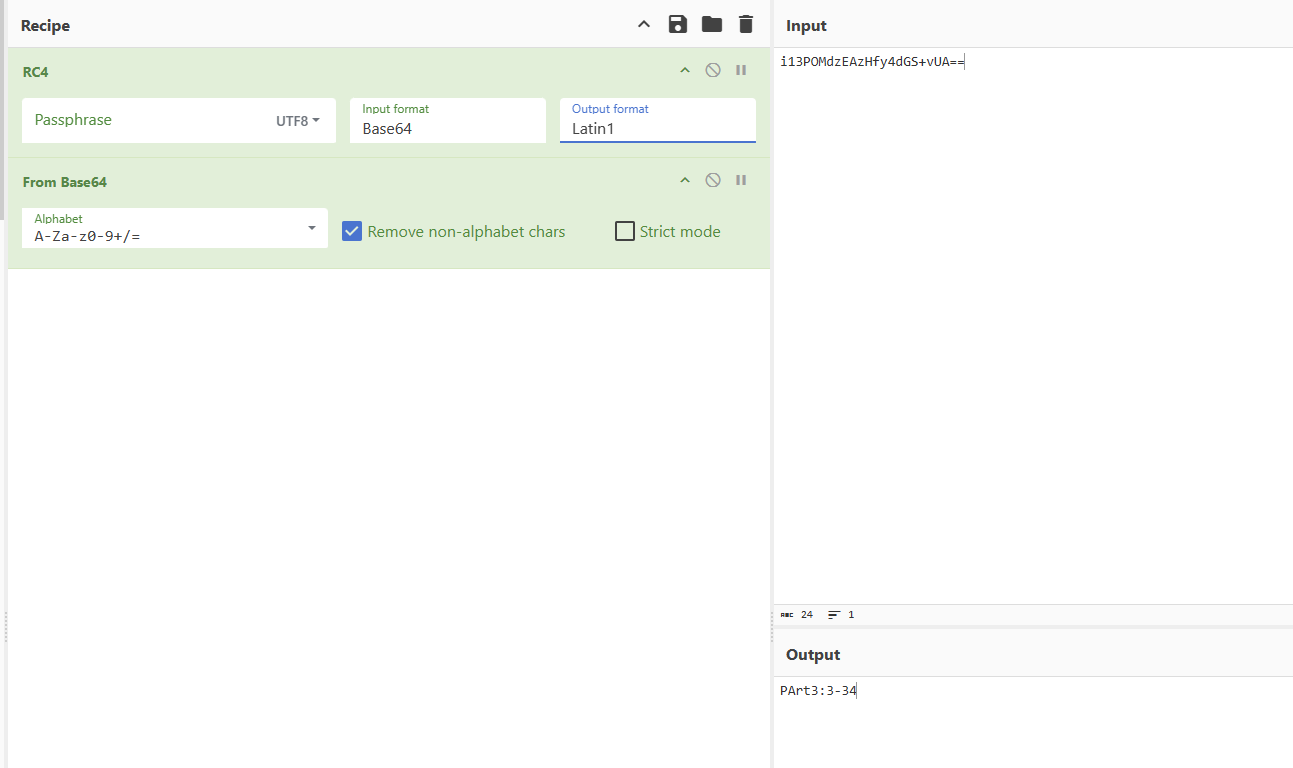 Recipe
RC4
Passphrase
UTF8
Input format
Base64
Output format
Latin1
From Base64
Alphabet
A-Za-z0-9+/=
Remove non-alphabet chars
Strict mode
Input
i13POMdzEAzHfy4dGS+vUA==
ABC 24 1
Output
PArt3:3-34